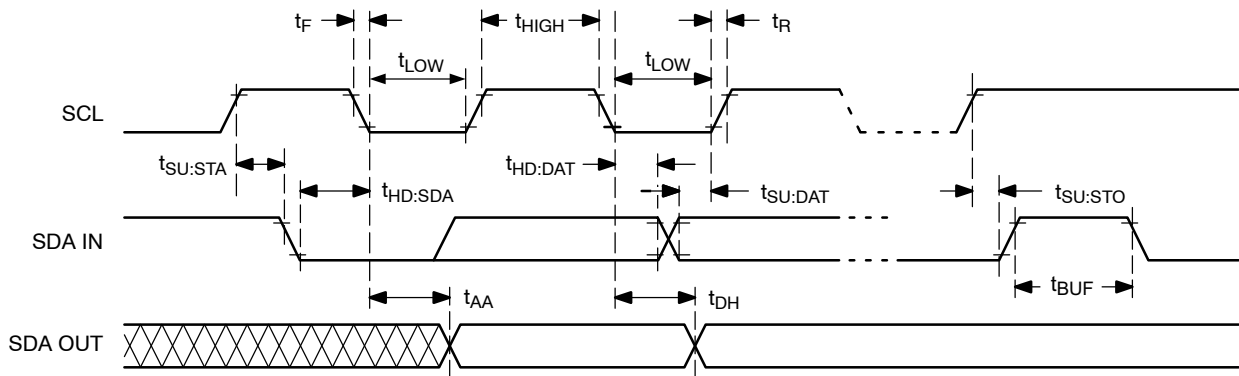 tF
tHIGH
tR
tLOW
tLOW
SCL
tSU:STA
tHD:DAT
tHD:SDA
tSU:DAT
tSU:STO
SDA IN
tBUF
tAA
tDH
SDA OUT